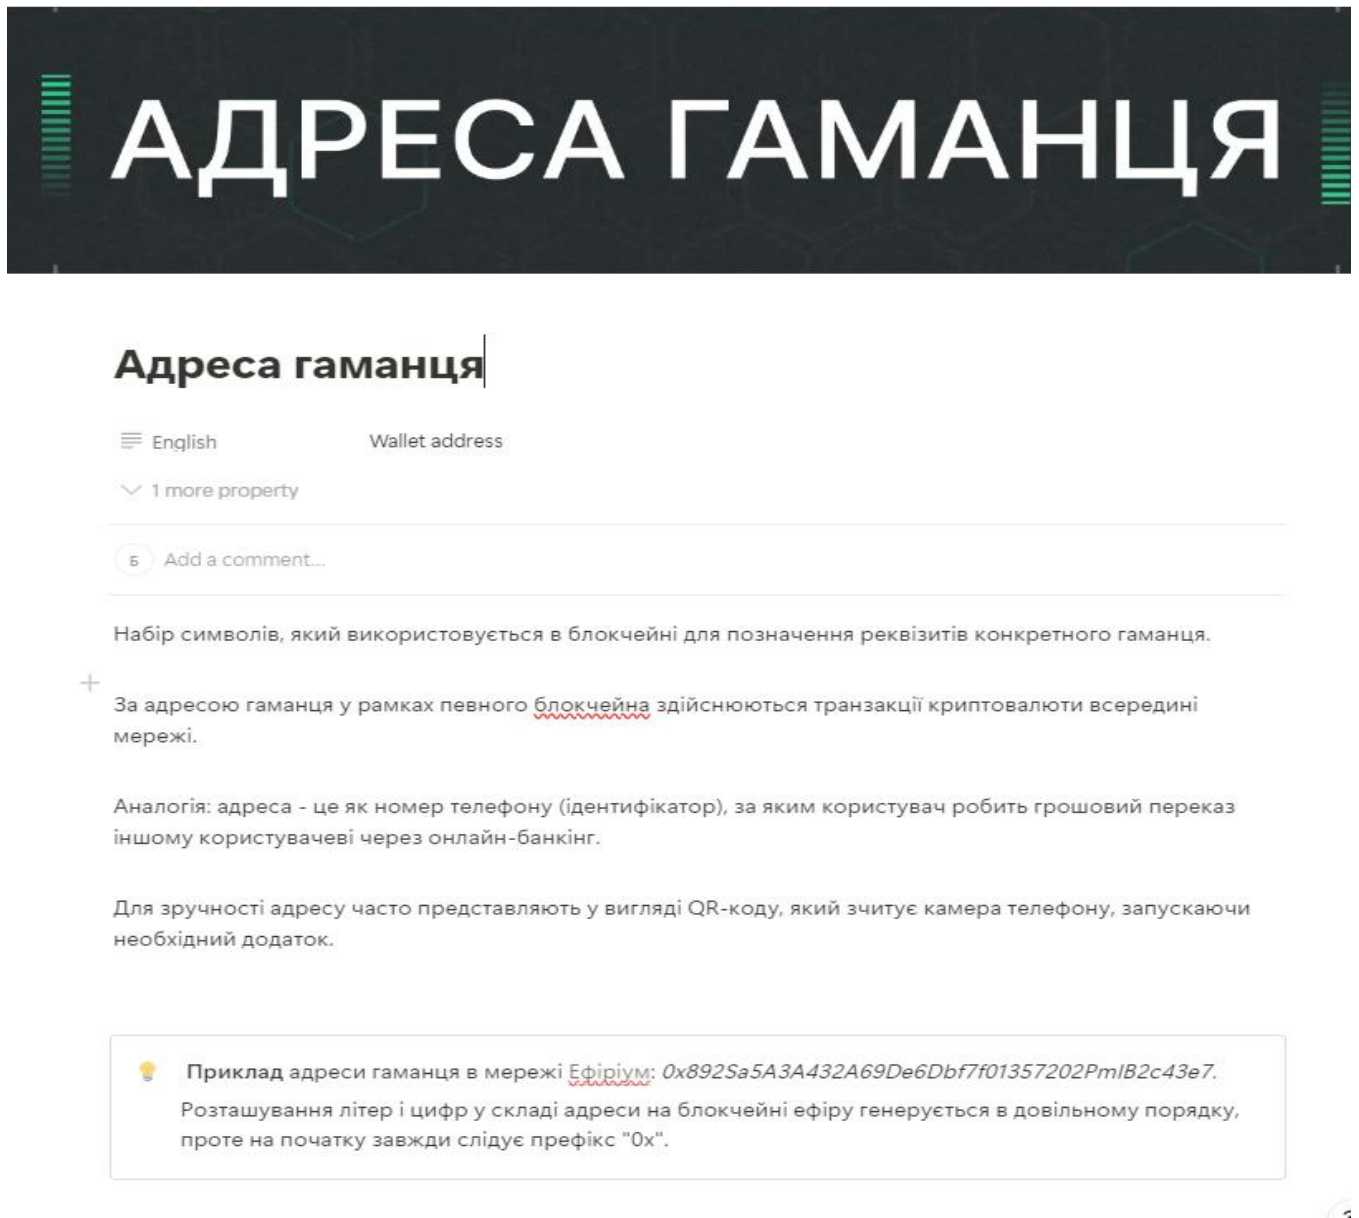 АДРЕСА ГАМАНЦЯ
Адреса гаманця
English Wallet address
1 more property
Б Add a comment...
Набір символів, який використовується в блокчейні для позначення реквізитів конкретного гаманця.
За адресою гаманця у рамках певного блокчейна здійснюються транзакції криптовалюти всередині
мережі.
Аналогія: адреса - це як номер телефону (ідентифікатор), за яким користувач робить грошовий переказ
іншому користувачеві через онлайн-банкінг.
Для зручності адресу часто представляють у вигляді QR-коду, який зчитує камера телефону, запускаючи
необхідний додаток.
Приклад адреси гаманця в мережі Ефіріум: 0x892Sa5A3A432A69De6Dbf7f01357202PmIB2c43e7.
Розташування літер і цифр у складі адреси на блокчейні ефіру генерується в довільному порядку,
проте на початку завжди слідує префікс "0x".